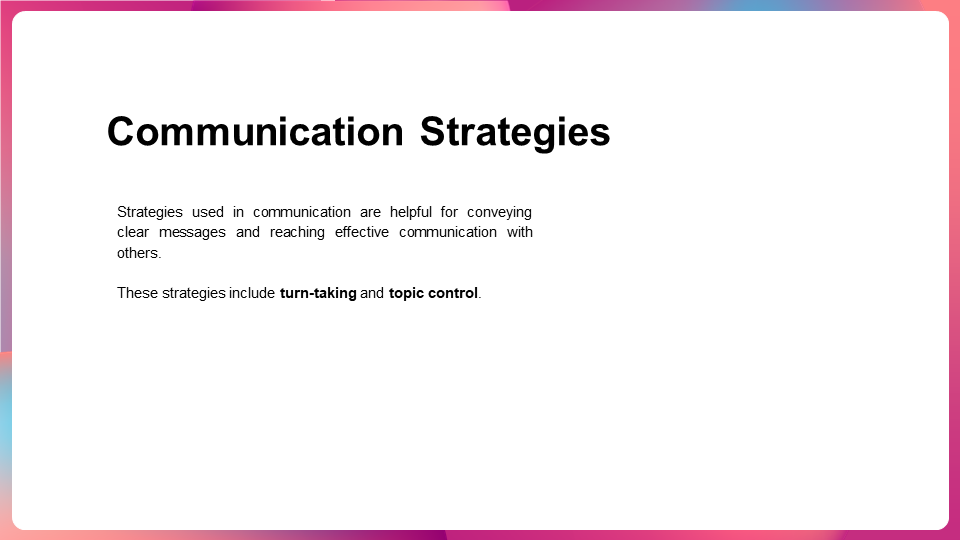 Communication Strategies
Strategies used in communication are helpful for conveying
clear messages and reaching effective communication with
others.
These strategies include turn-taking and topic control.